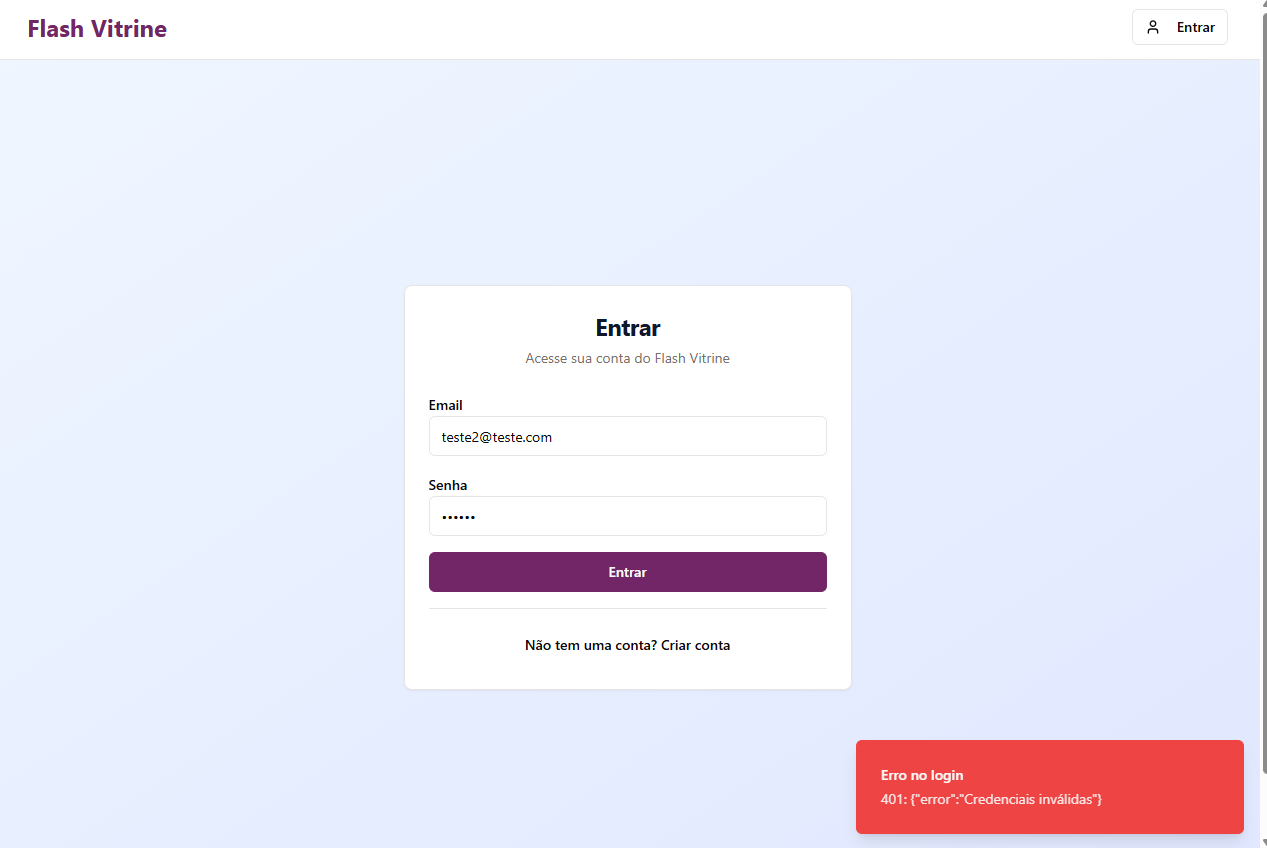 Flash Vitrine
Entrar
Entrar
Acesse sua conta do Flash Vitrine
Email
teste2@teste.com
Senha
••••••
Entrar
Não tem uma conta? Criar conta
Erro no login
401: {"error":"Credenciais inválidas"}